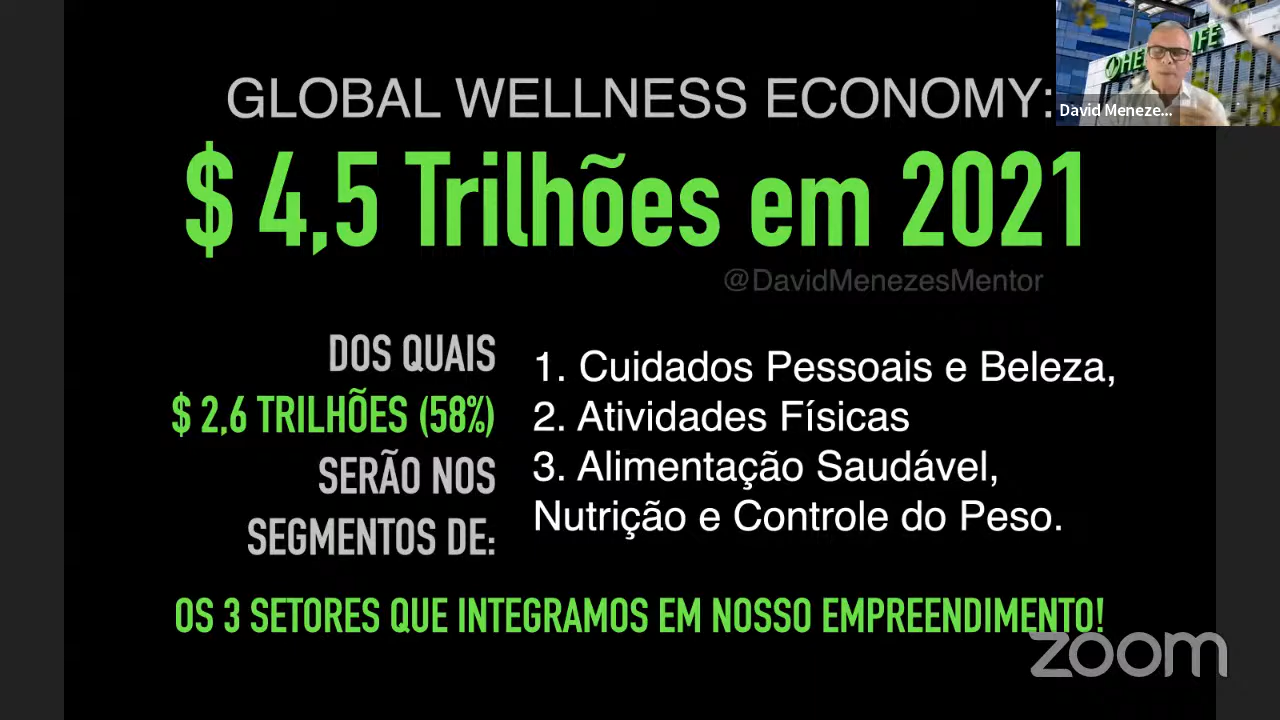 GLOBAL WELLNESS ECONOMY:
$ 4,5 Trilhões em 2021
@DavidMenezesMentor
DOS QUAIS
$ 2,6 TRILHÕES (58%)
SERÃO NOS
SEGMENTOS DE:
1. Cuidados Pessoais e Beleza,
2. Atividades Físicas
3. Alimentação Saudável,
Nutrição e Controle do Peso.
OS 3 SETORES QUE INTEGRAMOS EM NOSSO EMPREENDIMENTO!
David Meneze...
zoom